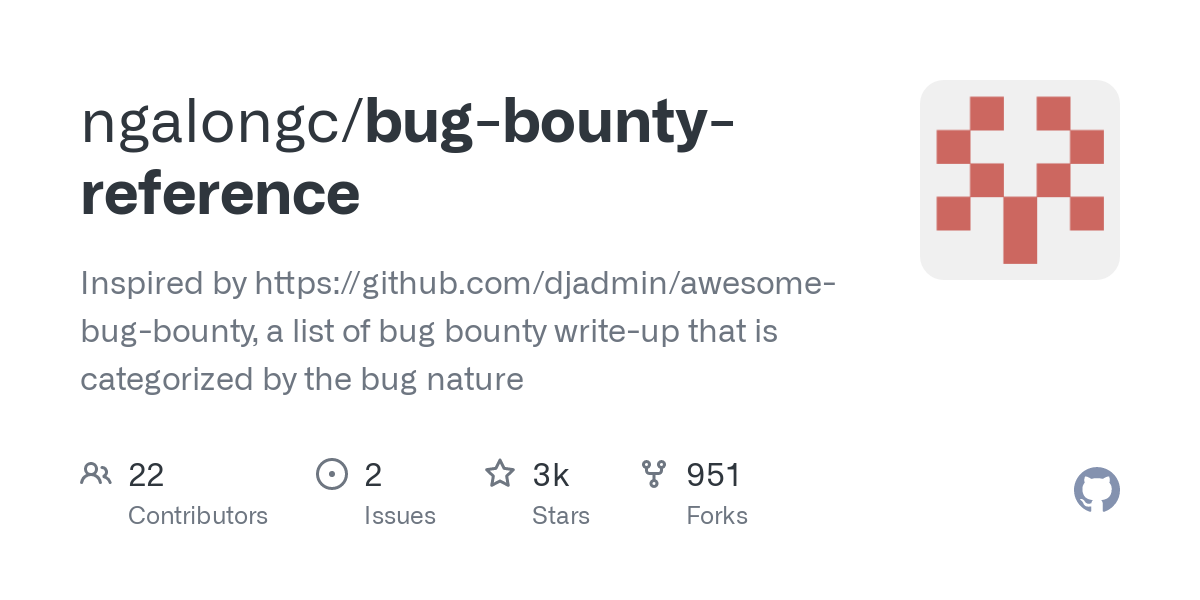 ngalongc/bug-bounty-
reference
Inspired by https://github.com/djadmin/awesome-
bug-bounty, a list of bug bounty write-up that is
categorized by the bug nature
22 2 3k 951
Contributors Issues Stars Forks